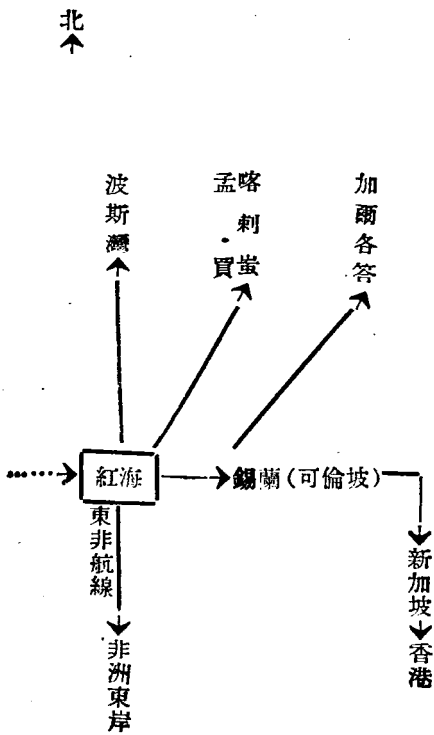 北
波斯灣
喀剌蚩
孟·買
加爾各答
紅海
錫蘭(可倫坡)
東非航線
新加坡
香港
非洲東岸